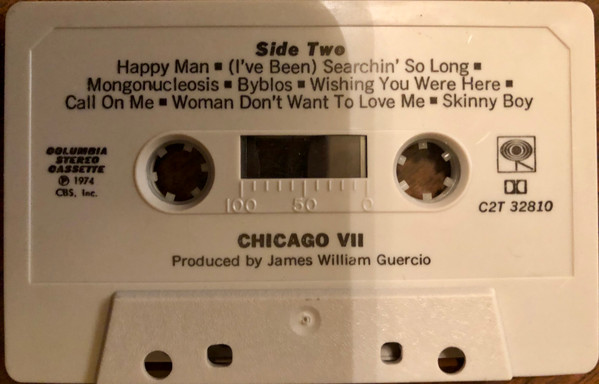 Side Two
Happy Man ■ (I've Been) Searchin' So Long ■
Mongonucleosis ■ Byblos ■ Wishing You Were Here ■
Call On Me ■ Woman Don't Want To Love Me ■ Skinny Boy
COLUMBIA
STEREO
CASSETTE
℗ 1974
CBS, Inc.
100 50 0
C2T 32810
CHICAGO VII
Produced by James William Guercio